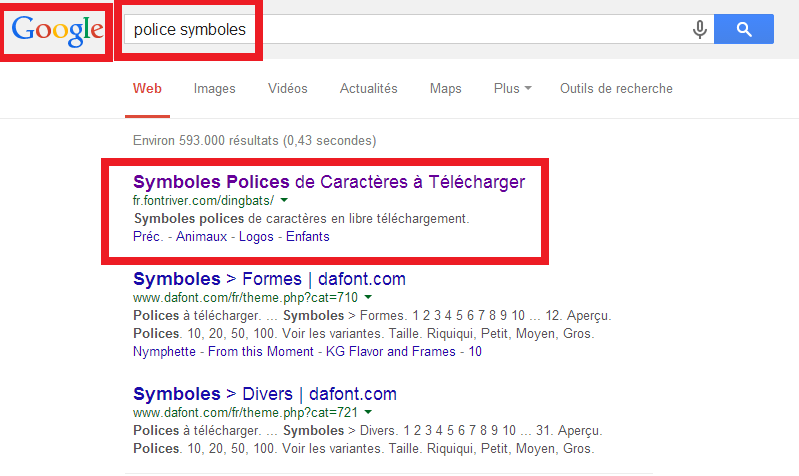 Google
police symboles
Web Images Vidéos Actualités Maps Plus Outils de recherche
Environ 593.000 résultats (0,43 secondes)
Symboles Polices de Caractères à Télécharger
fr.fontriver.com/dingbats/
Symboles polices de caractères en libre téléchargement.
Préc. - Animaux - Logos - Enfants
Symboles > Formes | dafont.com
www.dafont.com/fr/theme.php?cat=710
Polices à télécharger. ... Symboles > Formes. 1 2 3 4 5 6 7 8 9 10 ... 12. Aperçu.
Polices. 10, 20, 50, 100. Voir les variantes. Taille. Riquiqui, Petit, Moyen, Gros.
Nymphette - From this Moment - KG Flavor and Frames - 10
Symboles > Divers | dafont.com
www.dafont.com/fr/theme.php?cat=721
Polices à télécharger. ... Symboles > Divers. 1 2 3 4 5 6 7 8 9 10 ... 31. Aperçu.
Polices. 10, 20, 50, 100. Voir les variantes. Taille. Riquiqui, Petit, Moyen, Gros.